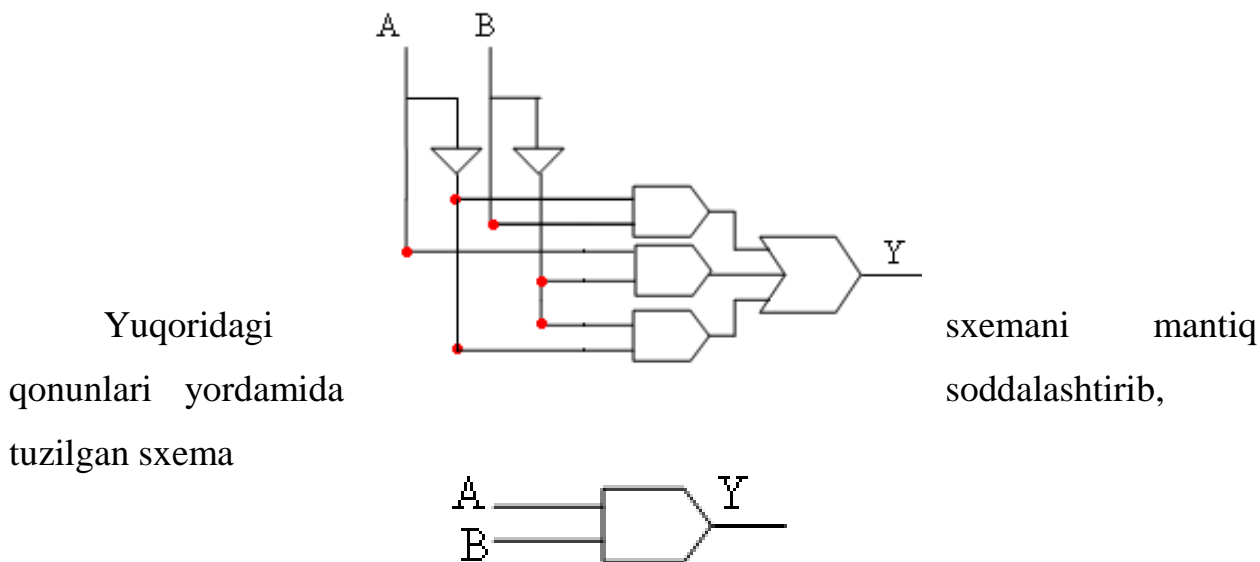 A B
Y
Yuqoridagi sxemani mantiq
qonunlari yordamida soddalashtirib,
tuzilgan sxema
A Y
B